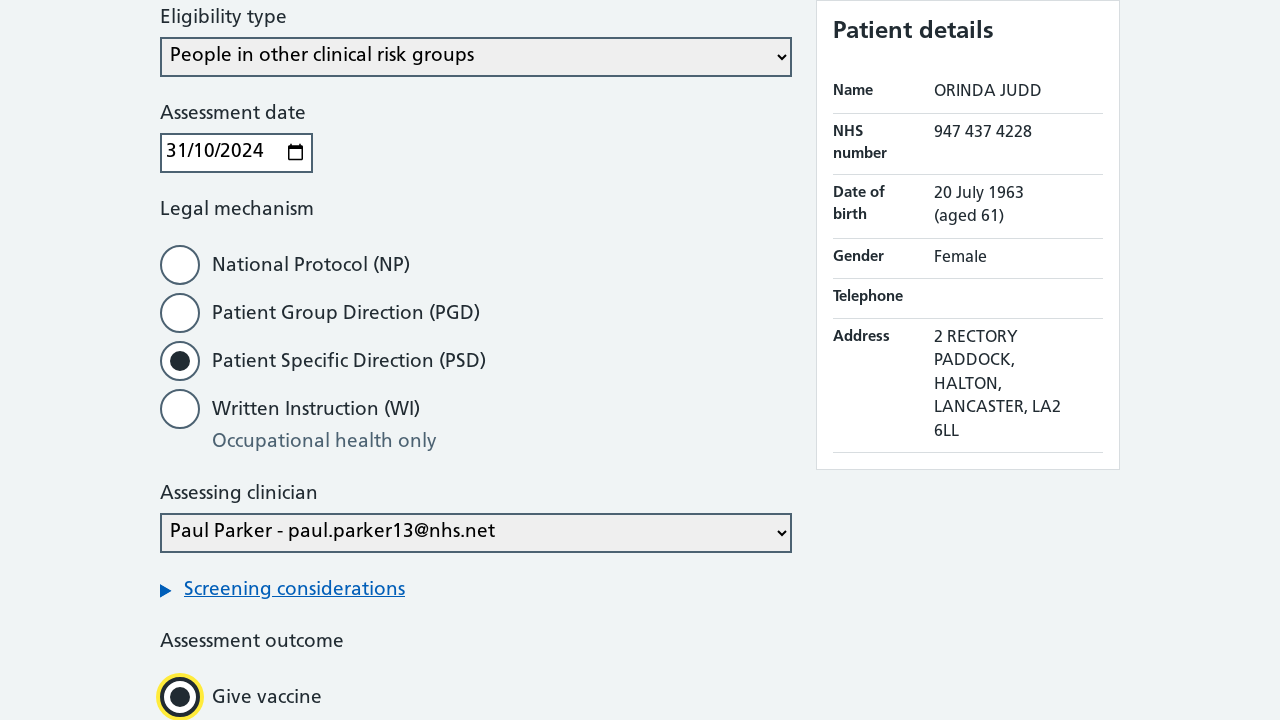 Eligibility type
People in other clinical risk groups
Assessment date
31/10/2024
Legal mechanism
National Protocol (NP)
Patient Group Direction (PGD)
Patient Specific Direction (PSD)
Written Instruction (WI)
Occupational health only
Assessing clinician
Paul Parker - paul.parker13@nhs.net
Screening considerations
Assessment outcome
Give vaccine
Patient details
Name ORINDA JUDD
NHS number 947 437 4228
Date of birth 20 July 1963 (aged 61)
Gender Female
Telephone
Address 2 RECTORY
PADDOCK,
HALTON,
LANCASTER, LA2
6LL